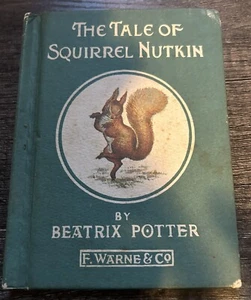 THE TALE OF
SQUIRREL NUTKIN
BY
BEATRIX POTTER
F. WARNE & CO